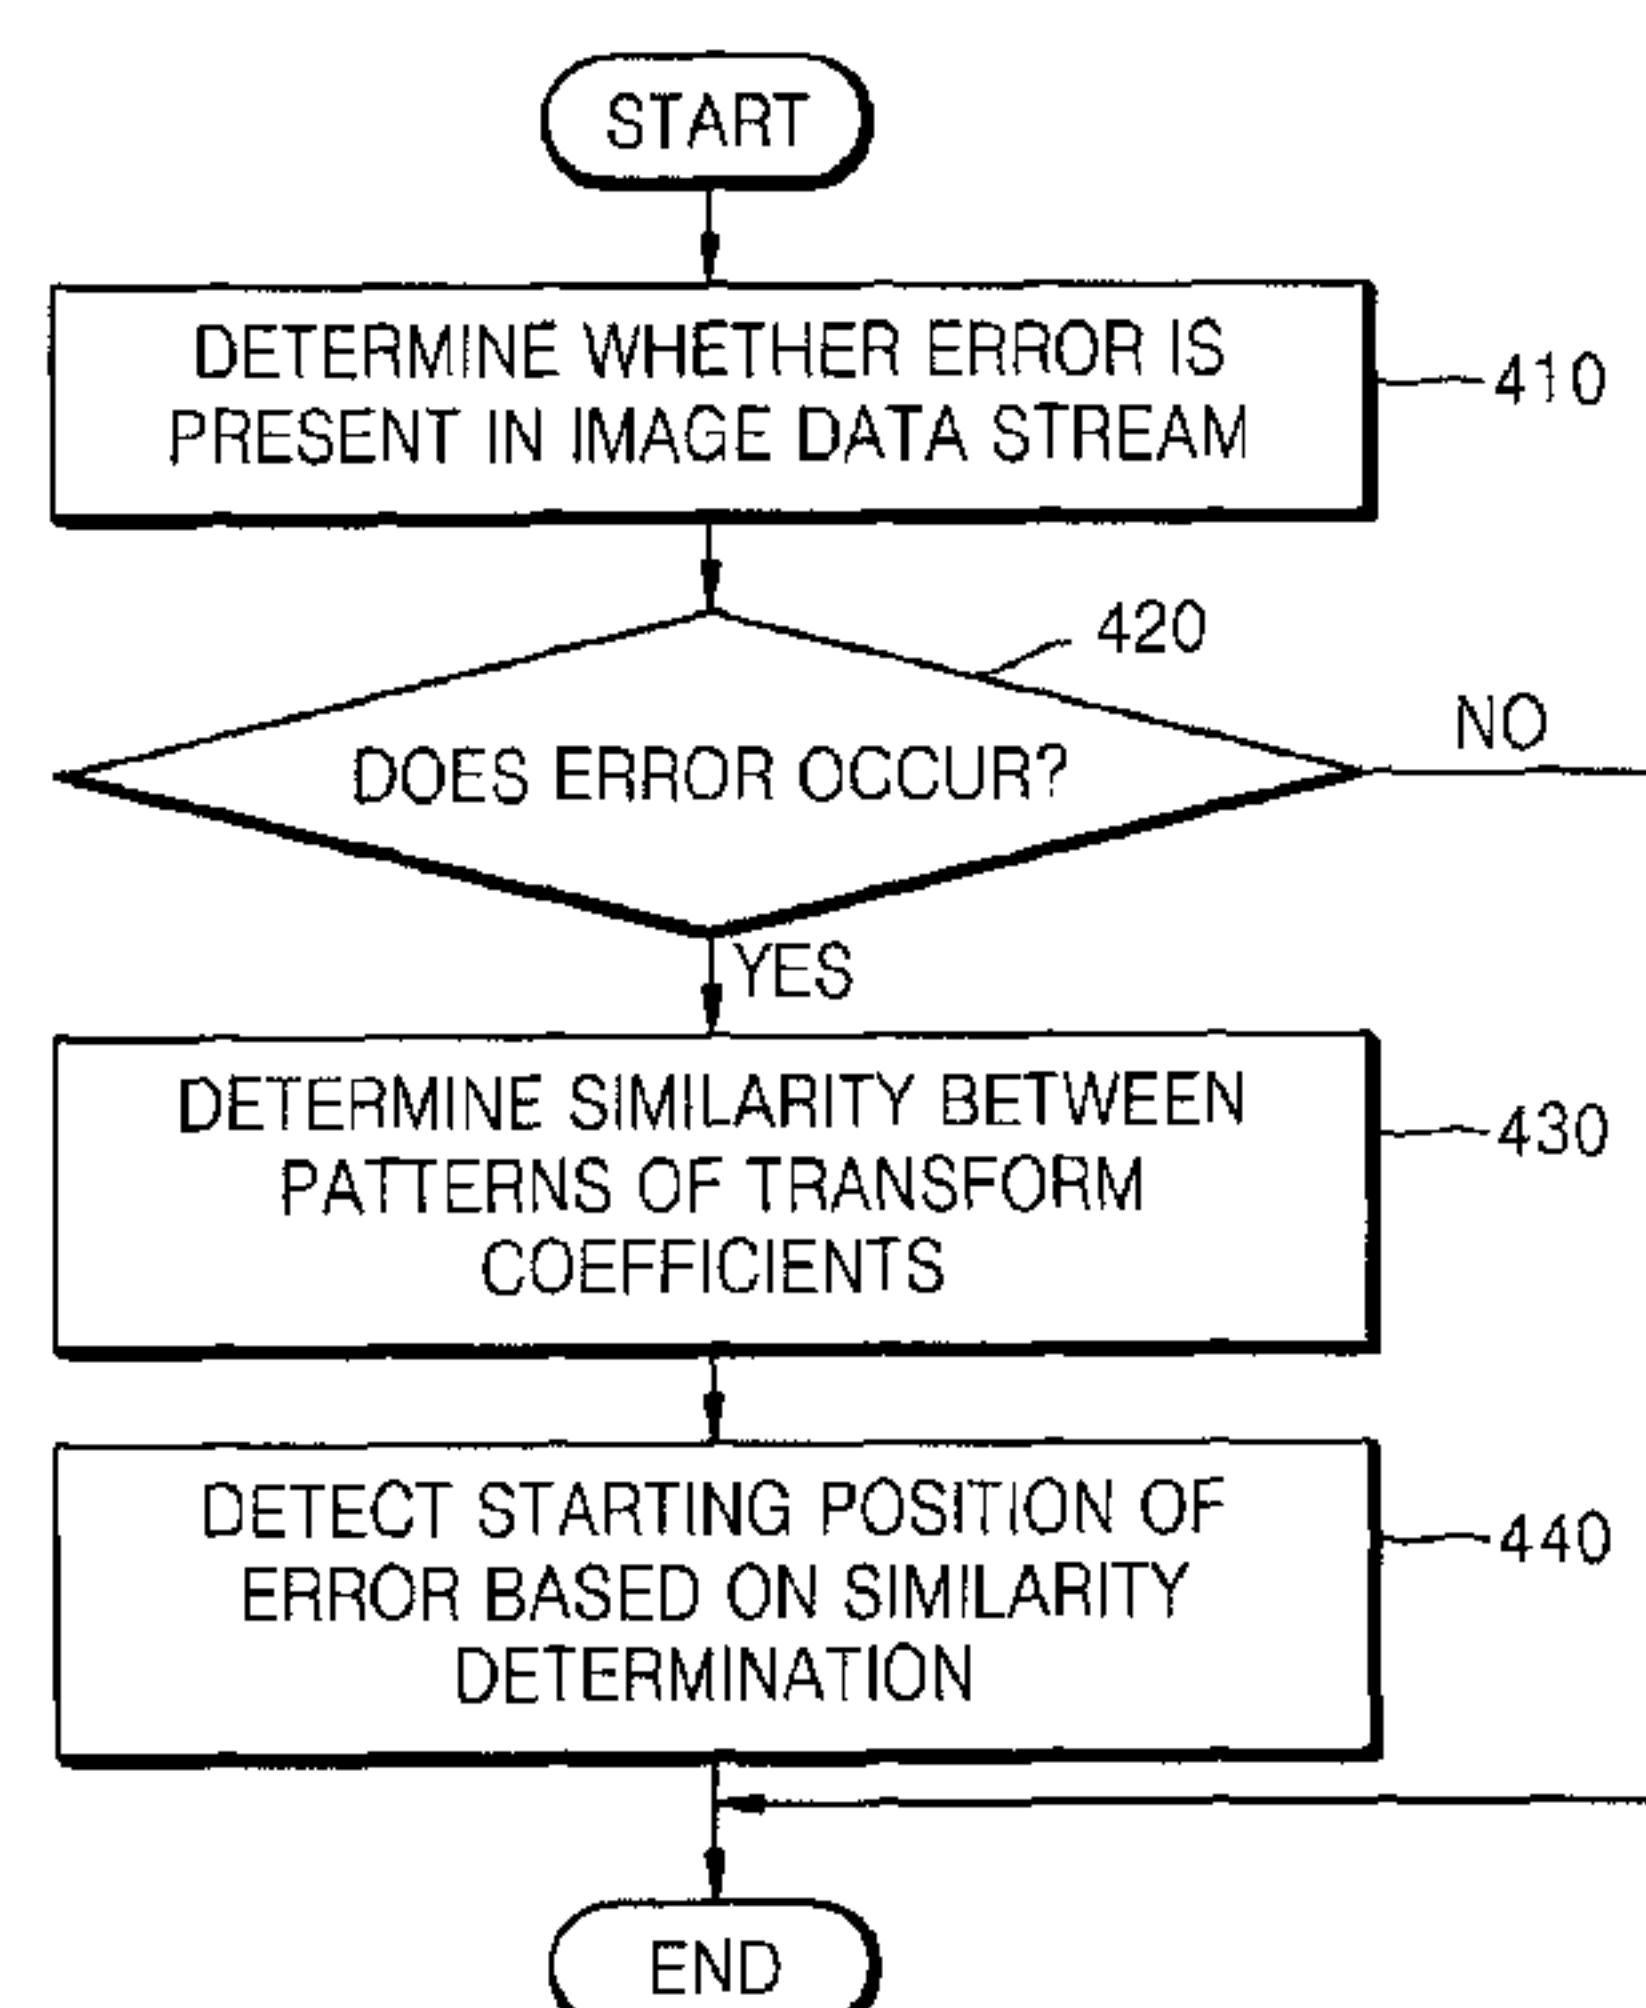 START
DETERMINE WHETHER ERROR IS
PRESENT IN IMAGE DATA STREAM
410
420
DOES ERROR OCCUR?
NO
YES
DETERMINE SIMILARITY BETWEEN
PATTERNS OF TRANSFORM
COEFFICIENTS
430
DETECT STARTING POSITION OF
ERROR BASED ON SIMILARITY
DETERMINATION
440
END